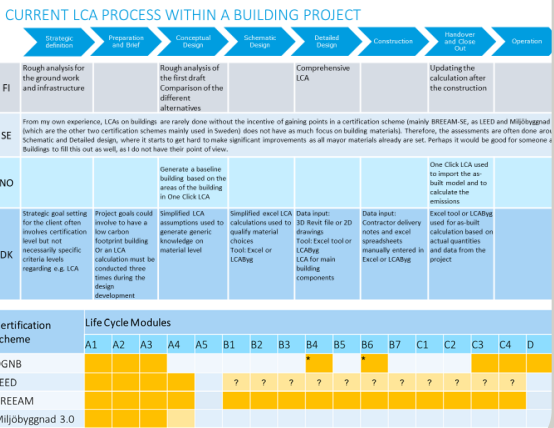 CURRENT LCA PROCESS WITHIN A BUILDING PROJECT
Strategic
definition
Preparation
and Brief
Conceptual
Design
Schematic
Design
Detailed
Design
Construction
Handover
and Close
Out
Operation
FI
Rough analysis for
the ground work
and infrastructure
Rough analysis of
the first draft
Comparison of the
different
alternatives
Comprehensive
LCA
Updating the
calculation after
the construction
SE
From my own experience, LCAs on buildings are rarely done without the incentive of gaining points in a certification scheme (mainly BREEAM-SE, as LEED and Miljöbyggnad
(which are the other two certification schemes mainly used in Sweden) does not have as much focus on building materials). Therefore, the assessments are often done arou
Schematic and Detailed design, where it starts to get hard to make significant improvements as all mayor materials already are set. Perhaps it would be good for someone a
Buildings to fill this out as well, as I do not have their point of view.
NO
Generate a baseline
building based on the
areas of the building
in One Click LCA
One Click LCA used
to import the as-
built model and to
calculate the
emissions
DK
Strategic goal setting
for the client often
involves certification
level but not
necessarily specific
criteria levels
regarding e.g. LCA
Project goals could
involve to have a
low carbon
footprint building
Or an LCA
calculation must be
conducted three
times during the
design
development
Simplified LCA
assumptions used to
generate generic
knowledge on
material level
Simplified excel LCA
calculations used to
qualify material
choices
Tool: Excel or
LCAByg
Data input:
3D Revit file or 2D
drawings
Tool: Excel tool or
LCAByg
LCA for main
building
components
Data input:
Contractor delivery
notes and excel
spreadsheets
manually entered in
Excel or LCAByg
Excel tool or LCAByg
used for as-built
calculation based on
actual quantities
and data from the
project
ertification
cheme
Life Cycle Modules
A1 A2 A3 A4 A5 B1 B2 B3 B4 B5 B6 B7 C1 C2 C3 C4 D
GNB * *
EED ? ? ? ? ? ? ? ? ? ? ?
REEAM
Miljöbyggnad 3.0